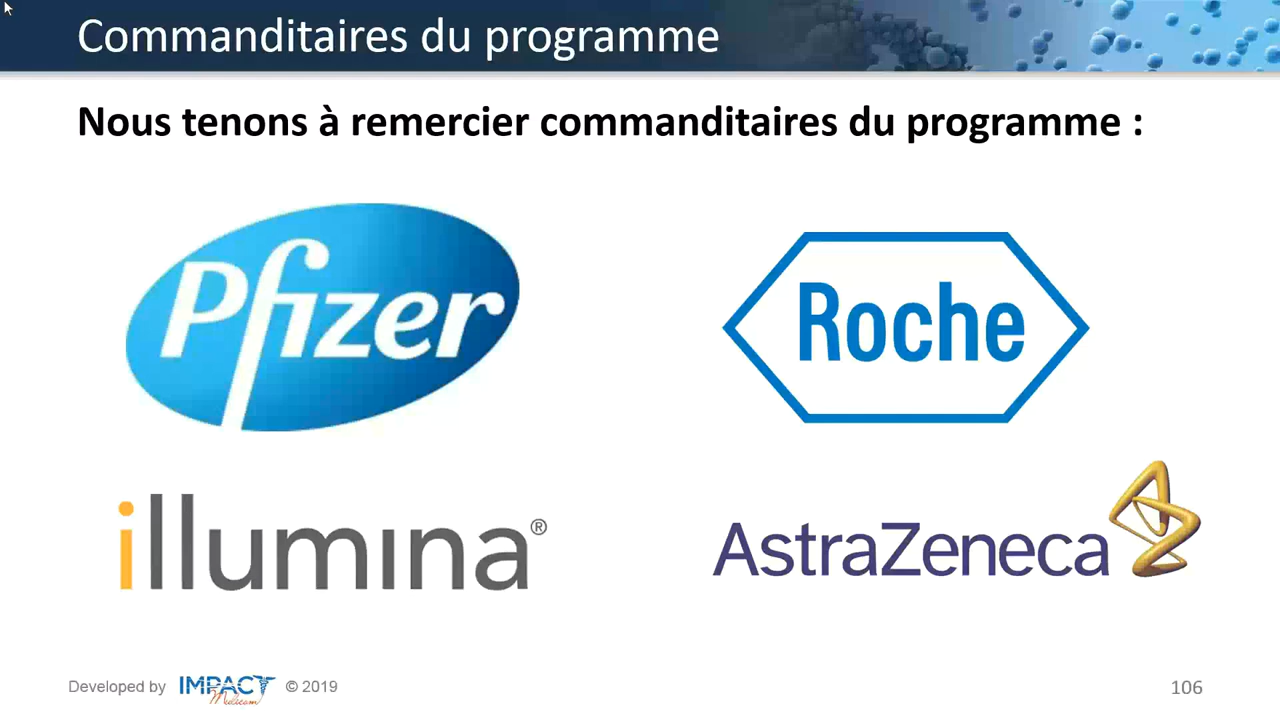 Commanditaires du programme
Nous tenons à remercier commanditaires du programme :
Pfizer
Roche
illumina®
AstraZeneca
Developed by IMPACT Medicom © 2019
106